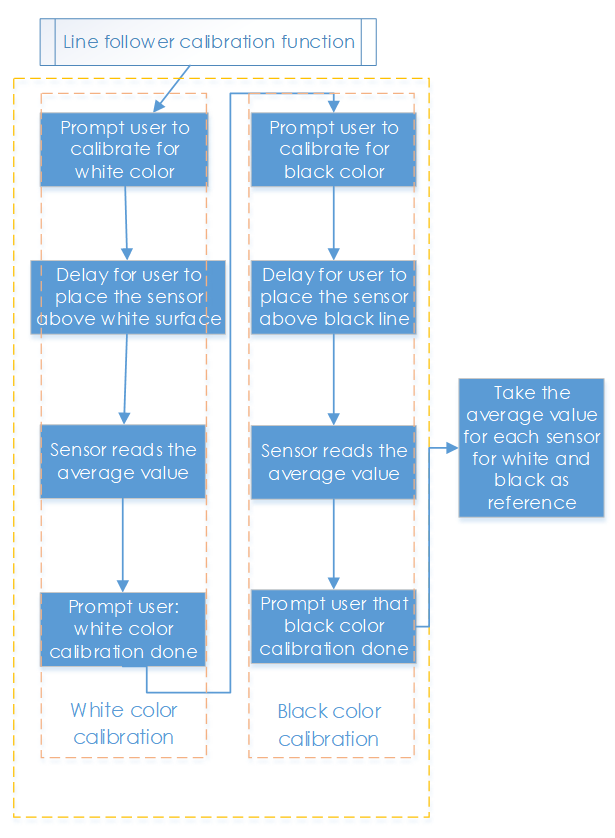 Line follower calibration function
Prompt user to
calibrate for
white color
Delay for user to
place the sensor
above white surface
Sensor reads the
average value
Prompt user:
white color
calibration done
White color
calibration
Prompt user to
calibrate for
black color
Delay for user to
place the sensor
above black line
Sensor reads the
average value
Prompt user that
black color
calibration done
Black color
calibration
Take the
average value
for each sensor
for white and
black as
reference